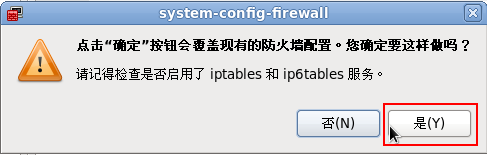 system-config-firewall
点击“确定”按钮会覆盖现有的防火墙配置。您确定要这样做吗？
请记得检查是否启用了 iptables 和 ip6tables 服务。
否(N)
是(Y)